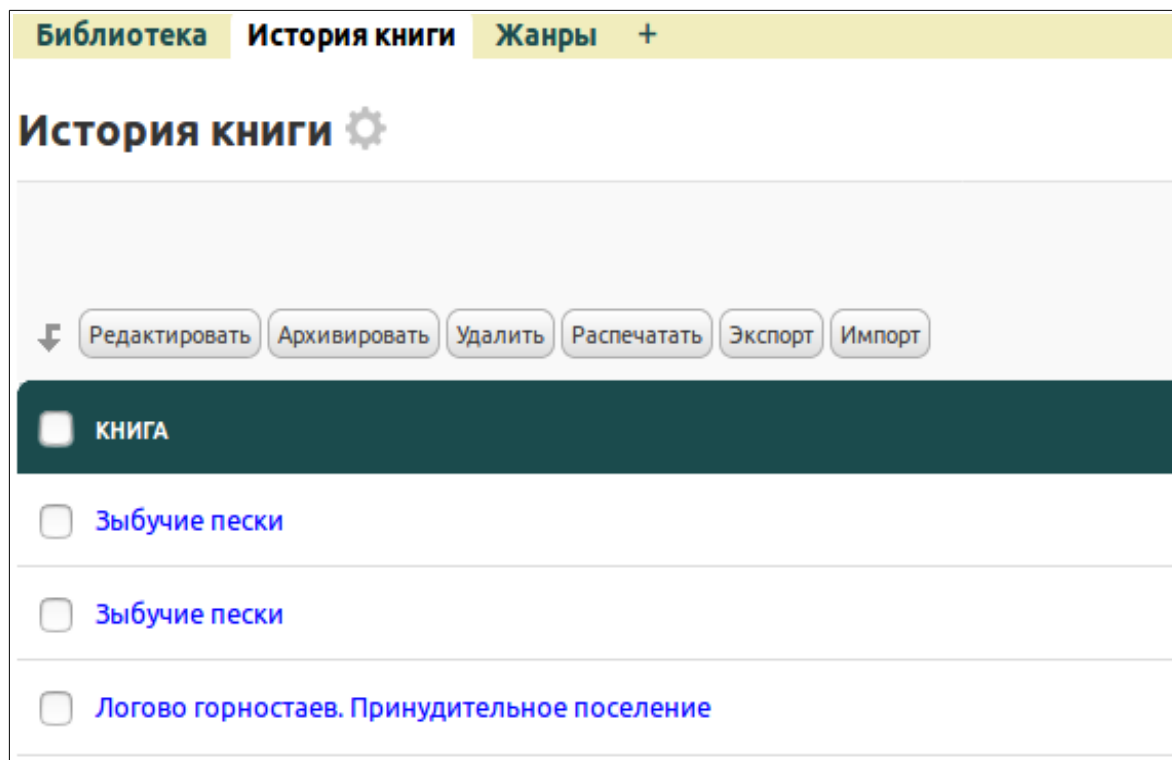 Библиотека История книги Жанры +
История книги
Редактировать Архивировать Удалить Распечатать Экспорт Импорт
КНИГА
Зыбучие пески
Зыбучие пески
Логово горностаев. Принудительное поселение